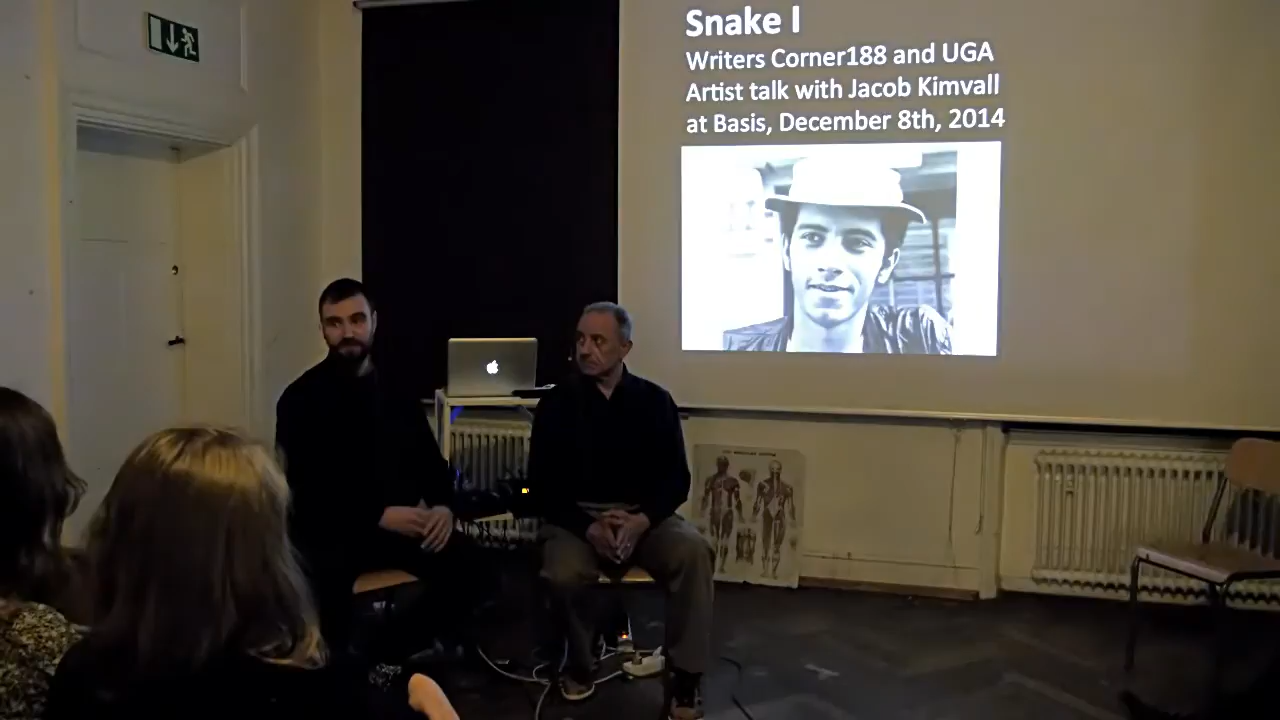 Snake I
Writers Corner188 and UGA
Artist talk with Jacob Kimvall
at Basis, December 8th, 2014